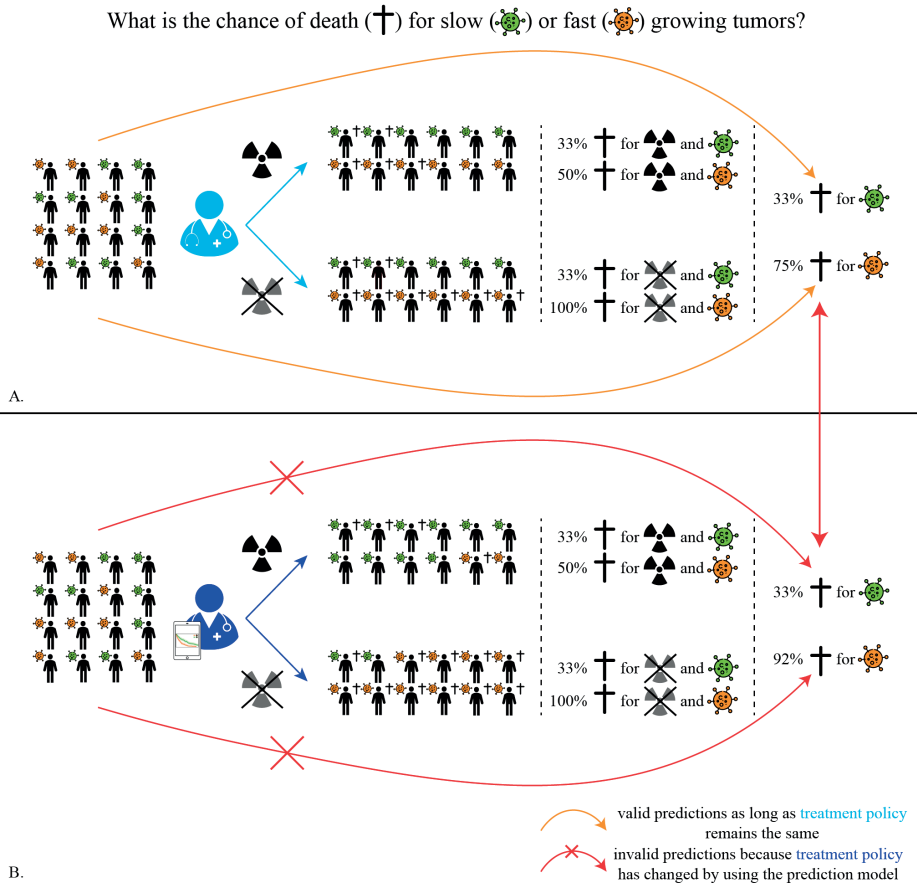 What is the chance of death ( ) for slow ( ) or fast ( ) growing tumors?
33% for and
50% for and
33% for
75% for
33% for and
100% for and
A.
33% for and
50% for and
33% for
92% for
33% for and
100% for and
valid predictions as long as treatment policy
remains the same
invalid predictions because treatment policy
has changed by using the prediction model
B.